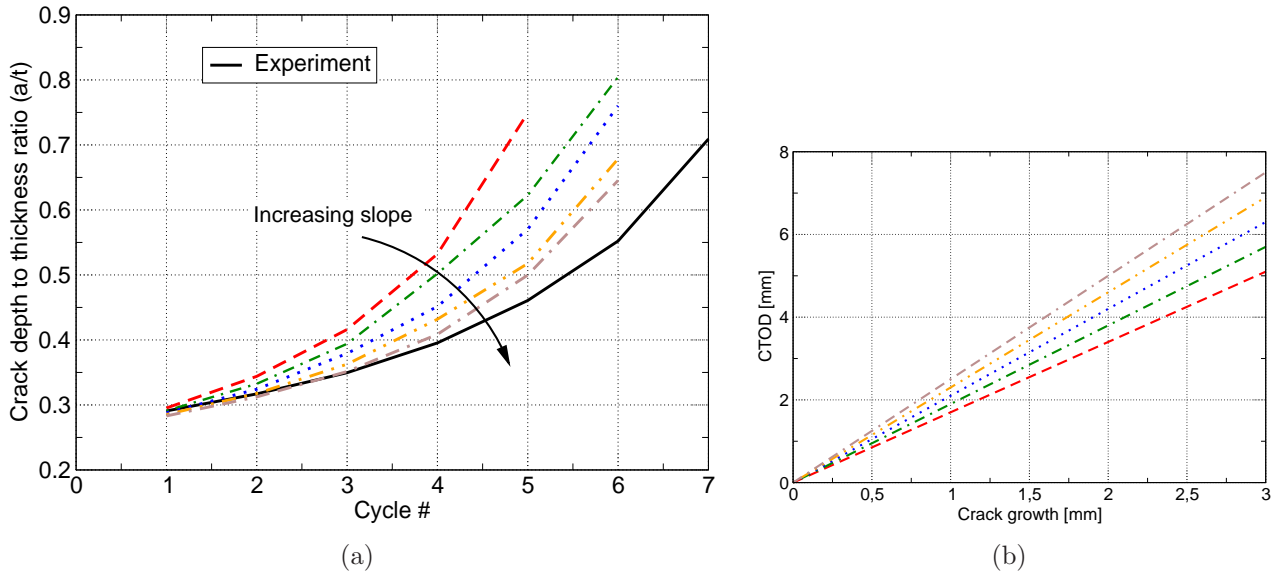 0.9
0.8
0.7
0.6
0.5
0.4
0.3
0.2
Crack depth to thickness ratio (a/t)
Experiment
Increasing slope
0 1 2 3 4 5 6 7
Cycle #
(a)
8
6
4
2
0
CTOD [mm]
0 0,5 1 1,5 2 2,5 3
Crack growth [mm]
(b)